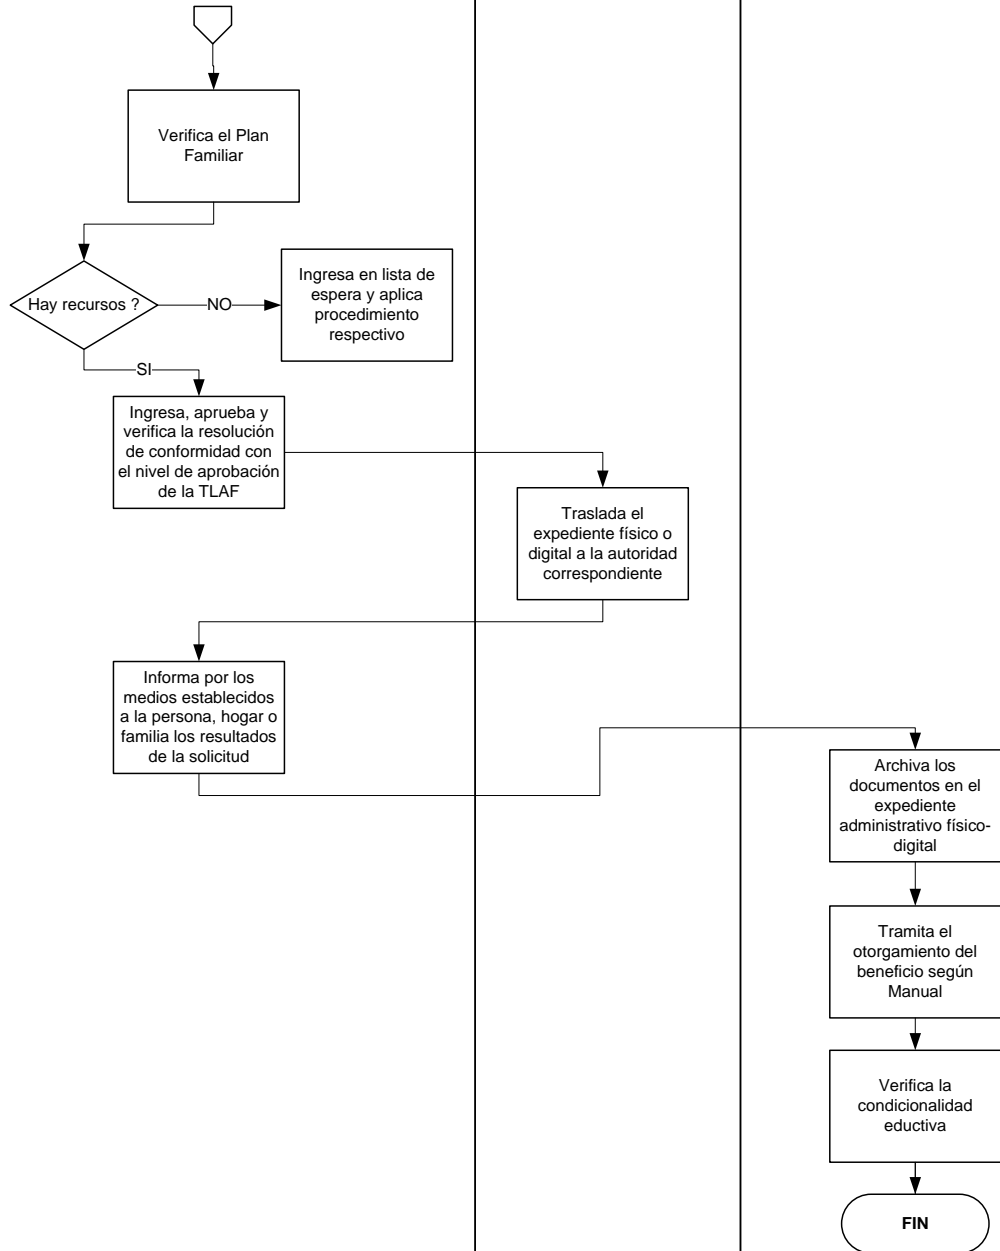 Verifica el Plan
Familiar
Hay recursos ?
NO
Ingresa en lista de
espera y aplica
procedimiento
respectivo
SI
Ingresa, aprueba y
verifica la resolución
de conformidad con
el nivel de aprobación
de la TLAF
Traslada el
expediente físico o
digital a la autoridad
correspondiente
Informa por los
medios establecidos
a la persona, hogar o
familia los resultados
de la solicitud
Archiva los
documentos en el
expediente
administrativo físico-
digital
Tramita el
otorgamiento del
beneficio según
Manual
Verifica la
condicionalidad
eductiva
FIN